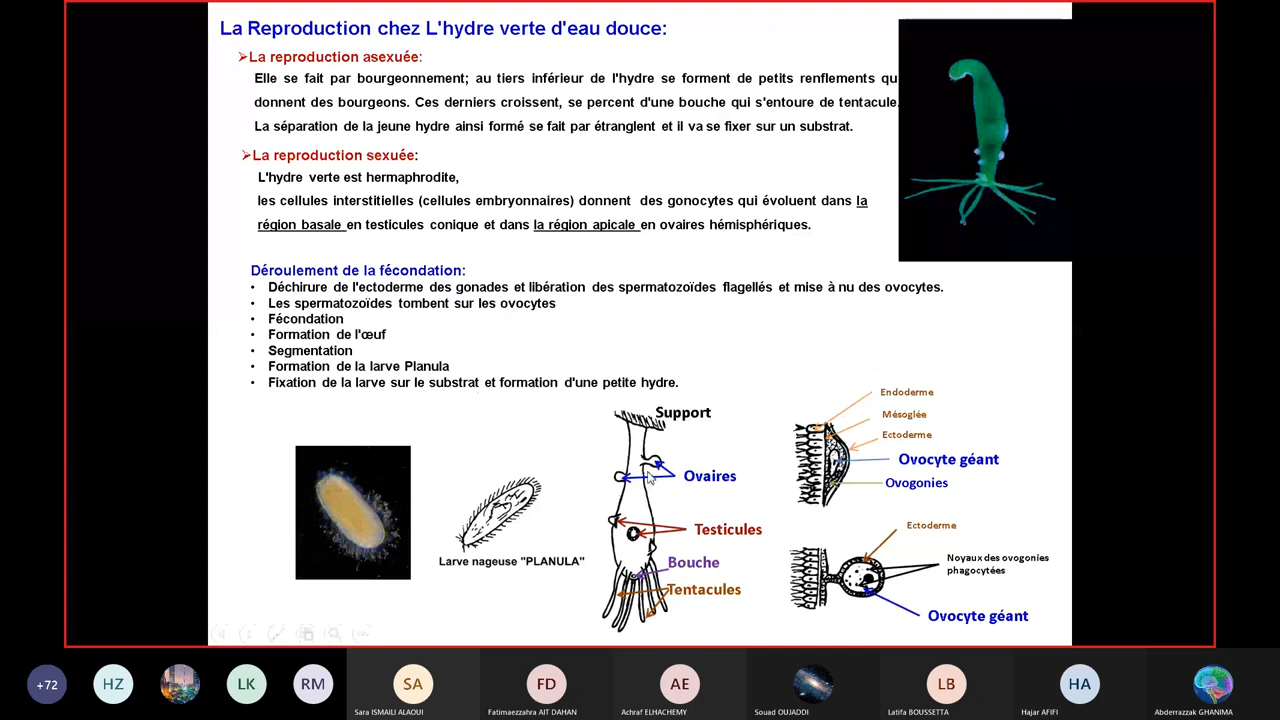 La Reproduction chez L'hydre verte d'eau douce:
➢La reproduction asexuée:
Elle se fait par bourgeonnement; au tiers inférieur de l'hydre se forment de petits renflements qu
donnent des bourgeons. Ces derniers croissent, se percent d'une bouche qui s'entoure de tentacule.
La séparation de la jeune hydre ainsi formé se fait par étranglent et il va se fixer sur un substrat.
➢La reproduction sexuée:
L'hydre verte est hermaphrodite,
les cellules interstitielles (cellules embryonnaires) donnent des gonocytes qui évoluent dans la
région basale en testicules conique et dans la région apicale en ovaires hémisphériques.
Déroulement de la fécondation:
• Déchirure de l'ectoderme des gonades et libération des spermatozoïdes flagellés et mise à nu des ovocytes.
• Les spermatozoïdes tombent sur les ovocytes
• Fécondation
• Formation de l'œuf
• Segmentation
• Formation de la larve Planula
• Fixation de la larve sur le substrat et formation d'une petite hydre.
Larve nageuse "PLANULA"
Support
Ovaires
Testicules
Bouche
Tentacules
Endoderme
Mésoglée
Ectoderme
Ovocyte géant
Ovogonies
Ectoderme
Noyaux des ovogonies
phagocytées
Ovocyte géant
+72
HZ
LK
RM
SA
Sara ISMAILI ALAOUI
FD
Fatimaezzahra AIT DAHAN
AE
Achraf ELHACHEMY
Souad OUJADDI
LB
Latifa BOUSSETTA
HA
Hajar AFIFI
Abderrazzak GHANIMA